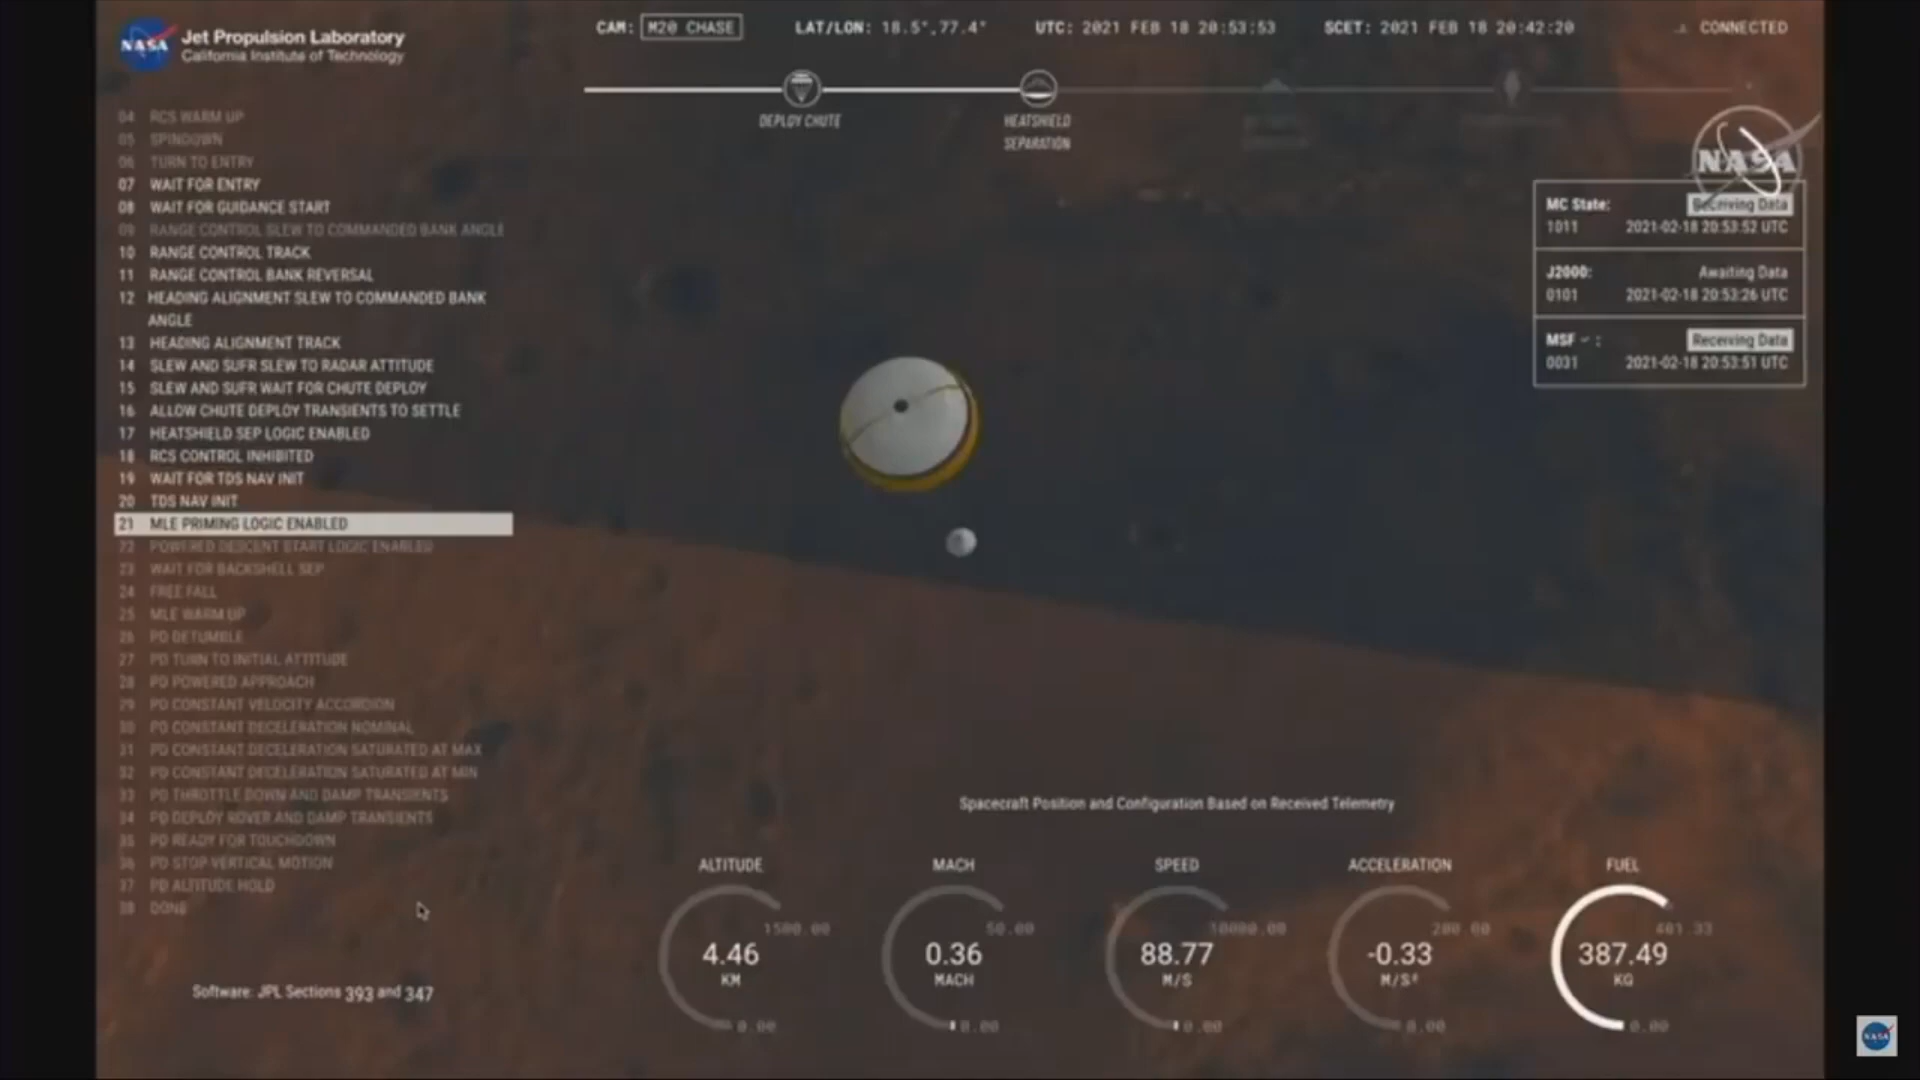 NASA Jet Propulsion Laboratory
California Institute of Technology
CAM: M20 CHASE LAT/LON: 18.5°,77.4° UTC: 2021 FEB 18 20:53:53 SCET: 2021 FEB 18 20:42:20 CONNECTED
DEPLOY CHUTE
HEATSHIELD
SEPARATION
04 RCS WARM UP
05 SPINDOWN
06 TURN TO ENTRY
07 WAIT FOR ENTRY
08 WAIT FOR GUIDANCE START
09 RANGE CONTROL SLEW TO COMMANDED BANK ANGLE
10 RANGE CONTROL TRACK
11 RANGE CONTROL BANK REVERSAL
12 HEADING ALIGNMENT SLEW TO COMMANDED BANK
ANGLE
13 HEADING ALIGNMENT TRACK
14 SLEW AND SUFR SLEW TO RADAR ATTITUDE
15 SLEW AND SUFR WAIT FOR CHUTE DEPLOY
16 ALLOW CHUTE DEPLOY TRANSIENTS TO SETTLE
17 HEATSHIELD SEP LOGIC ENABLED
18 RCS CONTROL INHIBITED
19 WAIT FOR TDS NAV INIT
20 TDS NAV INIT
21 MLE PRIMING LOGIC ENABLED
22 POWERED DESCENT START LOGIC ENABLED
23 WAIT FOR BACKSHELL SEP
24 FREE FALL
25 MLE WARM UP
26 PD DETUMBLE
27 PD TURN TO INITIAL ATTITUDE
28 PD POWERED APPROACH
29 PD CONSTANT VELOCITY ACCORDION
30 PD CONSTANT DECELERATION NOMINAL
31 PD CONSTANT DECELERATION SATURATED AT MAX
32 PD CONSTANT DECELERATION SATURATED AT MIN
33 PD THROTTLE DOWN AND DAMP TRANSIENTS
34 PD DEPLOY ROVER AND DAMP TRANSIENTS
35 PD READY FOR TOUCHDOWN
36 PD STOP VERTICAL MOTION
37 PD ALTITUDE HOLD
38 DONE
Software: JPL Sections 393 and 347
NASA
MC State: Receiving Data
1011 2021-02-18 20:53:52 UTC
J2000: Awaiting Data
0101 2021-02-18 20:53:26 UTC
MSF : Receiving Data
0031 2021-02-18 20:53:51 UTC
Spacecraft Position and Configuration Based on Received Telemetry
ALTITUDE MACH SPEED ACCELERATION FUEL
1500.00 50.00 10000.00 200.00 401.33
4.46 0.36 88.77 -0.33 387.49
KM MACH M/S M/S² KG
0.00 0.00 0.00 0.00 0.00
NASA